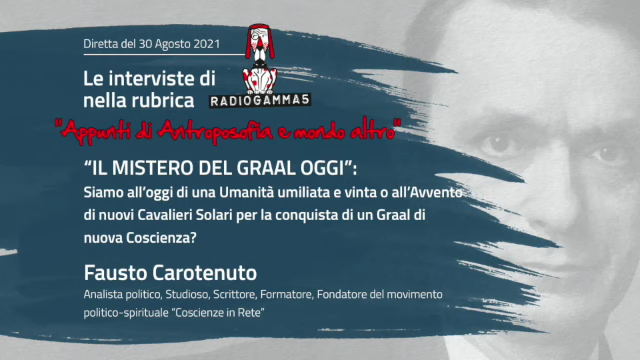 Diretta del 30 Agosto 2021
Le interviste di
nella rubrica RADIOGAMMA5
"Appunti di Antroposofia e mondo altro"
“IL MISTERO DEL GRAAL OGGI”:
Siamo all’oggi di una Umanità umiliata e vinta o all’Avvento
di nuovi Cavalieri Solari per la conquista di un Graal di
nuova Coscienza?
Fausto Carotenuto
Analista politico, Studioso, Scrittore, Formatore, Fondatore del movimento
politico-spirituale “Coscienze in Rete”